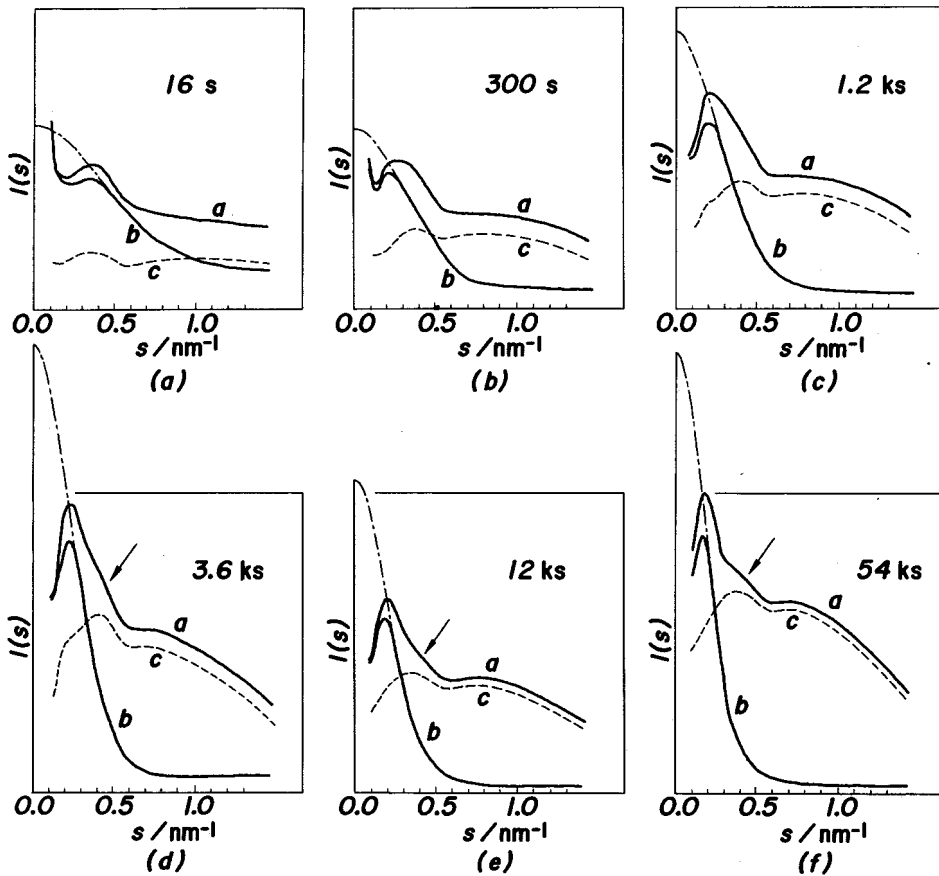 16 s
I(s)
a
b
c
0.0 0.5 1.0
s / nm-1
(a)
300 s
I(s)
a
c
b
0.0 0.5 1.0
s / nm-1
(b)
1.2 ks
I(s)
a
c
b
0.0 0.5 1.0
s / nm-1
(c)
3.6 ks
I(s)
a
c
b
0.0 0.5 1.0
s / nm-1
(d)
12 ks
I(s)
a
c
b
0.0 0.5 1.0
s / nm-1
(e)
54 ks
I(s)
a
c
b
0.0 0.5 1.0
s / nm-1
(f)